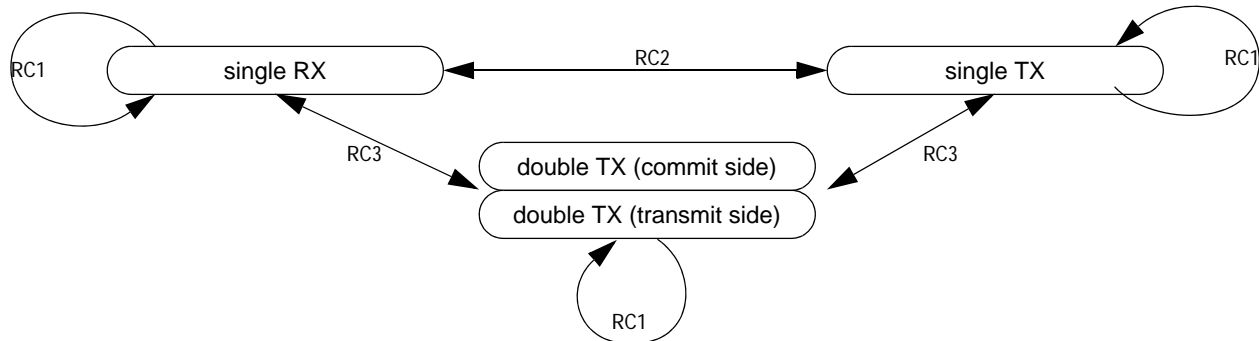 RC1
single RX
RC2
single TX
RC1
RC3
double TX (commit side)
RC3
double TX (transmit side)
RC1